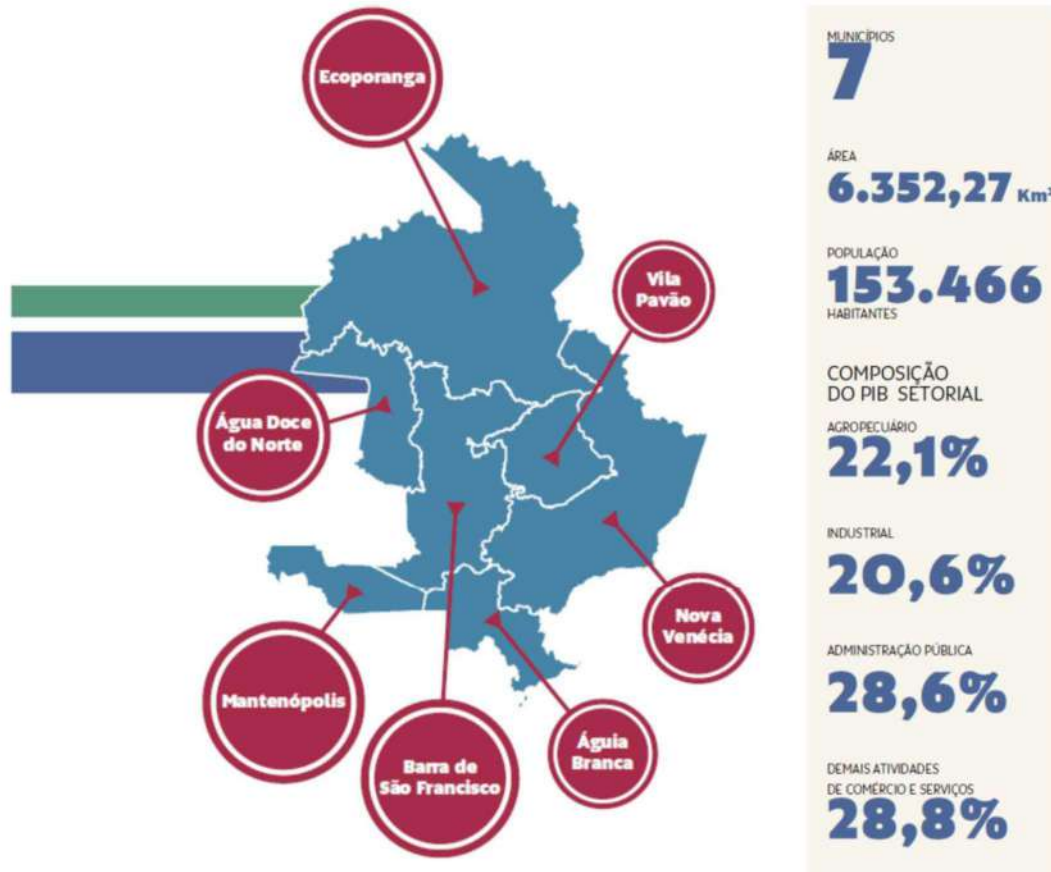 Ecoporanga
Vila
Pavão
Água Doce
do Norte
Nova
Venécia
Mantenópolis
Águia
Branca
Barra de
São Francisco
MUNICÍPIOS
7
ÁREA
6.352,27 Km²
POPULAÇÃO
153.466
HABITANTES
COMPOSIÇÃO
DO PIB SETORIAL
AGROPECUÁRIO
22,1%
INDUSTRIAL
20,6%
ADMINISTRAÇÃO PÚBLICA
28,6%
DEMAIS ATIVIDADES
DE COMÉRCIO E SERVIÇOS
28,8%